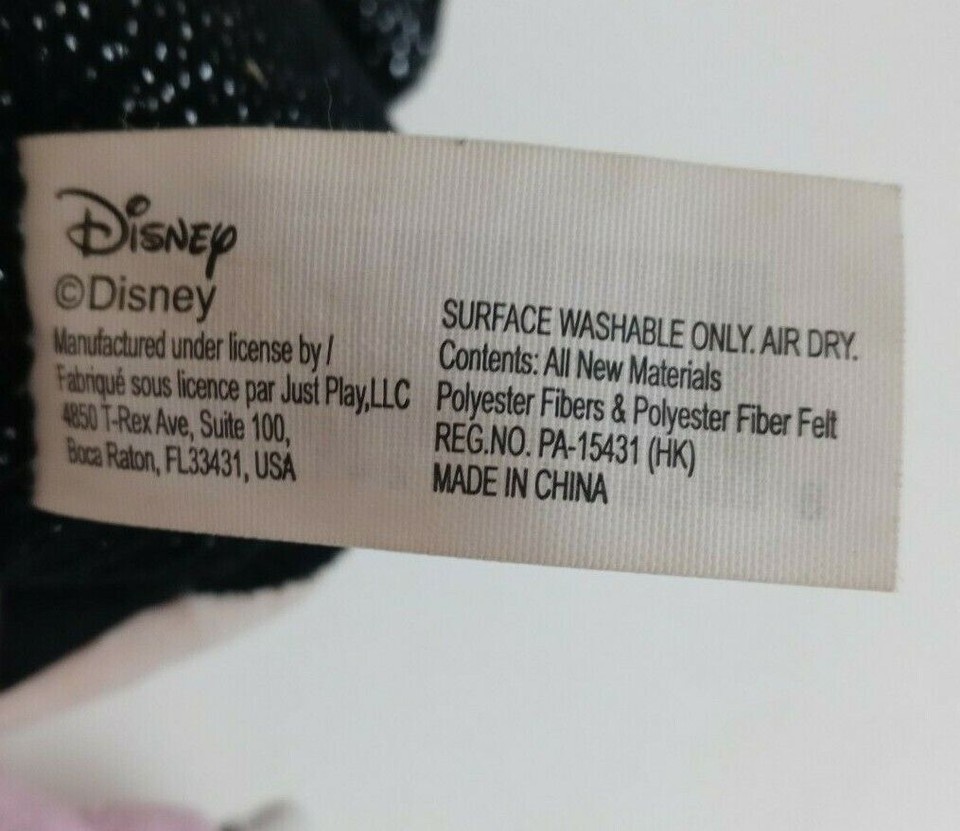 Disney
©Disney
Manufactured under license by /
Fabriqué sous licence par Just Play,LLC
4850 T-Rex Ave, Suite 100,
Boca Raton, FL33431, USA
SURFACE WASHABLE ONLY. AIR DRY.
Contents: All New Materials
Polyester Fibers & Polyester Fiber Felt
REG.NO. PA-15431 (HK)
MADE IN CHINA